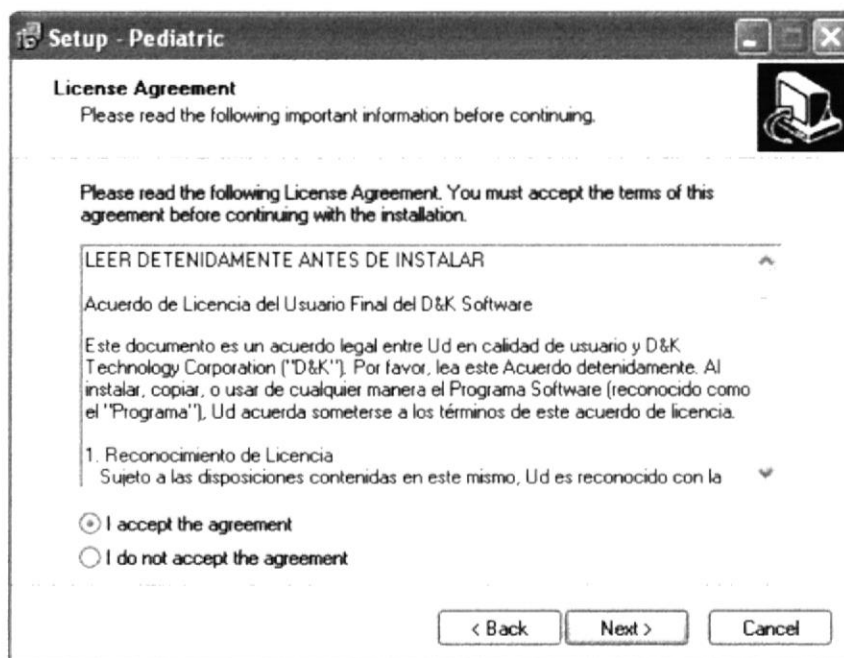 Setup - Pediatric
License Agreement
Please read the following important information before continuing.
Please read the following License Agreement. You must accept the terms of this
agreement before continuing with the installation.
LEER DETENIDAMENTE ANTES DE INSTALAR
Acuerdo de Licencia del Usuario Final del D&K Software
Este documento es un acuerdo legal entre Ud en calidad de usuario y D&K
Technology Corporation ("D&K"). Por favor, lea este Acuerdo detenidamente. Al
instalar, copiar, o usar de cualquier manera el Programa Software (reconocido como
el "Programa"), Ud acuerda someterse a los términos de este acuerdo de licencia.
1. Reconocimiento de Licencia
Sujeto a las disposiciones contenidas en este mismo, Ud es reconocido con la
I accept the agreement
I do not accept the agreement
< Back Next > Cancel